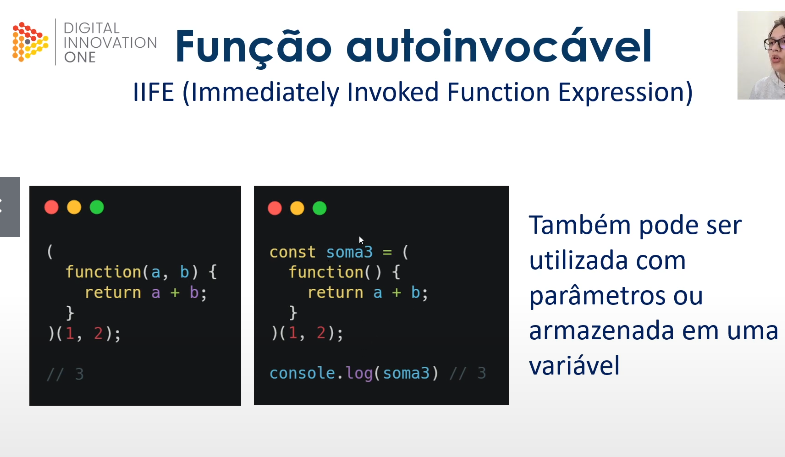 DIGITAL
INNOVATION
ONE
Função autoinvocável
IIFE (Immediately Invoked Function Expression)
(
function(a, b) {
return a + b;
}
)(1, 2);
// 3
const soma3 = (
function() {
return a + b;
}
)(1, 2);
console.log(soma3) // 3
Também pode ser
utilizada com
parâmetros ou
armazenada em uma
variável